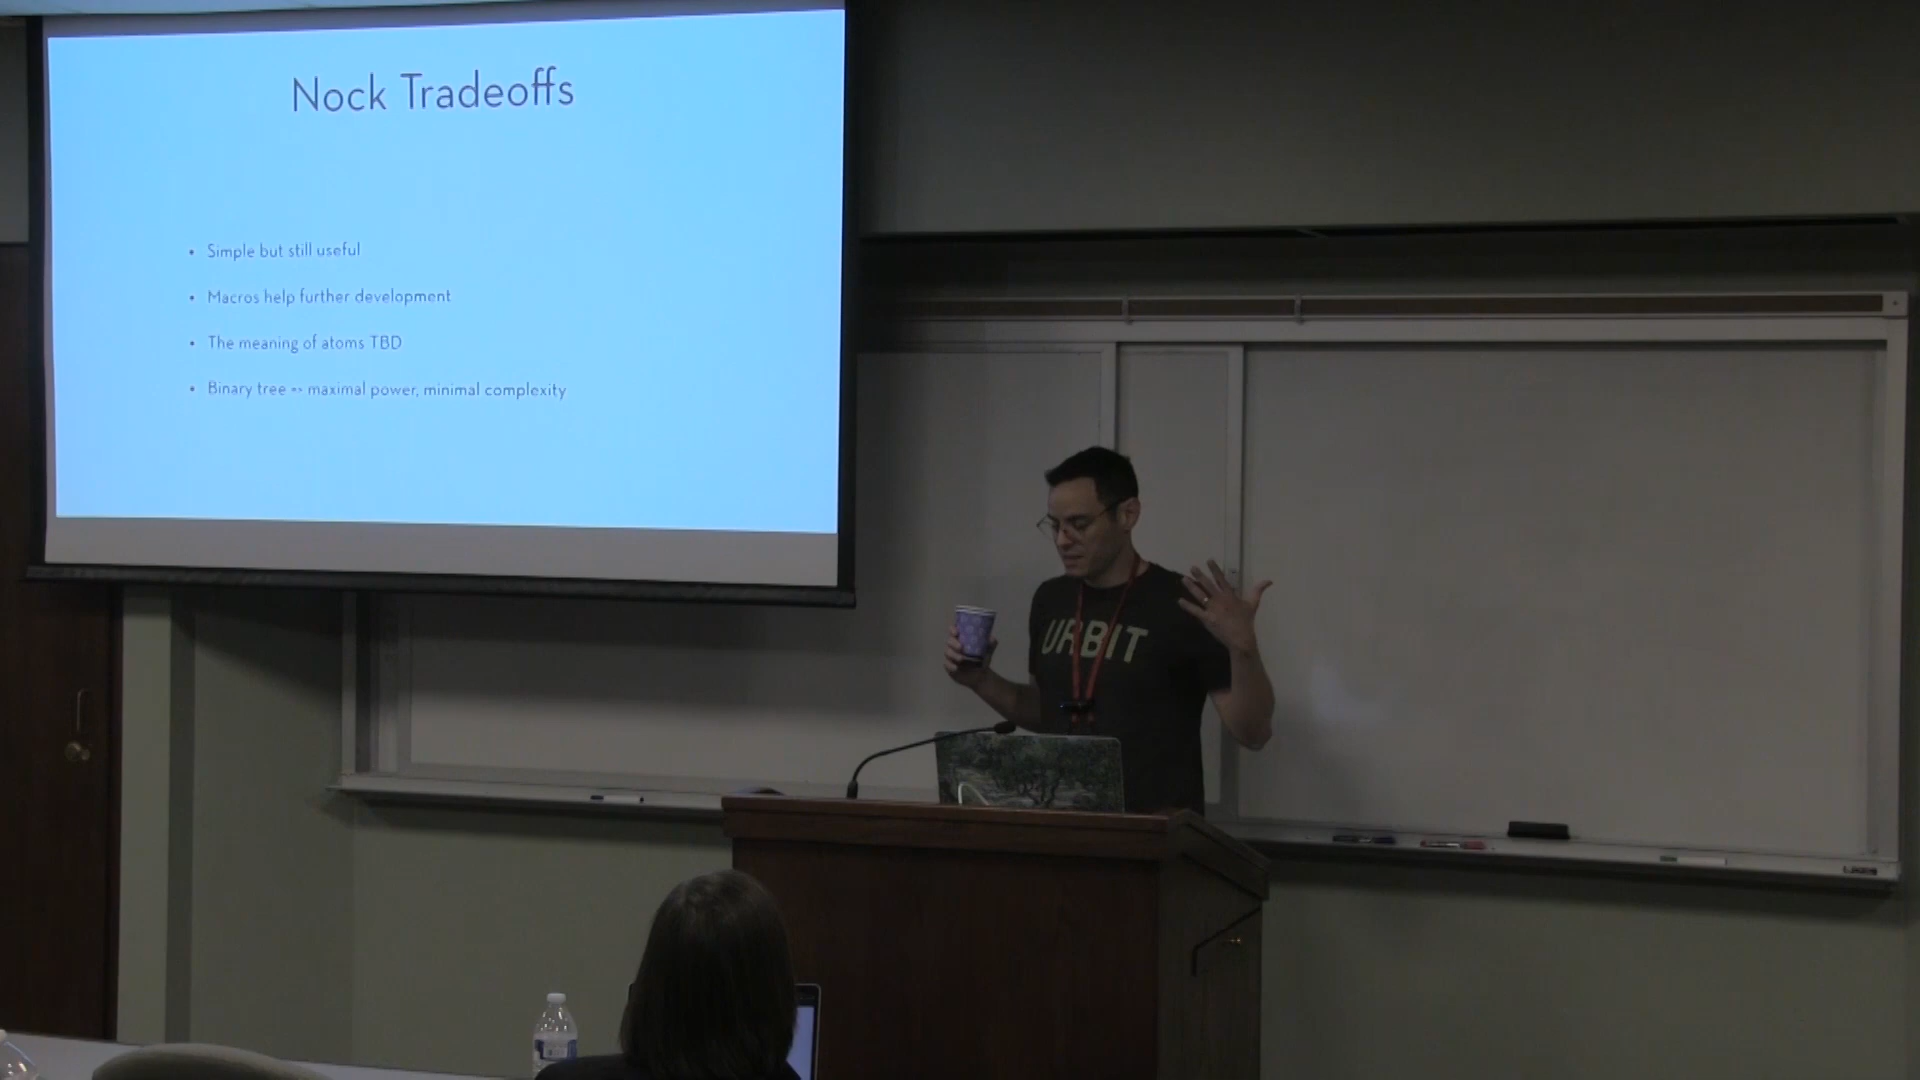 Nock Tradeoffs
• Simple but still useful
• Macros help further development
• The meaning of atoms TBD
• Binary tree => maximal power, minimal complexity
URBIT